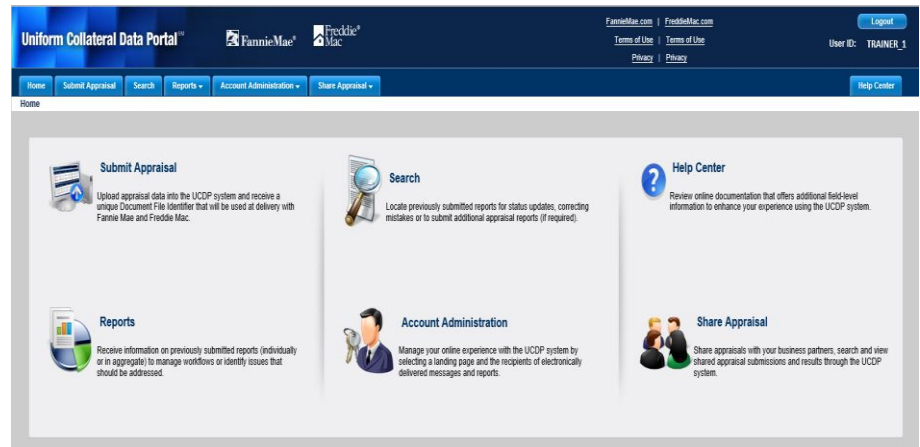 Uniform Collateral Data Portal℠
FannieMae®
Freddie®
Mac
FannieMae.com | FreddieMac.com
Terms of Use | Terms of Use
Privacy | Privacy
Logout
User ID: TRAINER_1
Home
Submit Appraisal
Search
Reports
Account Administration
Share Appraisal
Help Center
Home
Submit Appraisal
Upload appraisal data into the UCDP system and receive a
unique Document File Identifier that will be used at delivery with
Fannie Mae and Freddie Mac.
Search
Locate previously submitted reports for status updates, correcting
mistakes or to submit additional appraisal reports (if required).
Help Center
Review online documentation that offers additional field-level
information to enhance your experience using the UCDP system.
Reports
Receive information on previously submitted reports (individually
or in aggregate) to manage workflows or identify issues that
should be addressed.
Account Administration
Manage your online experience with the UCDP system by
selecting a landing page and the recipients of electronically
delivered messages and reports.
Share Appraisal
Share appraisals with your business partners, search and view
shared appraisal submissions and results through the UCDP
system.